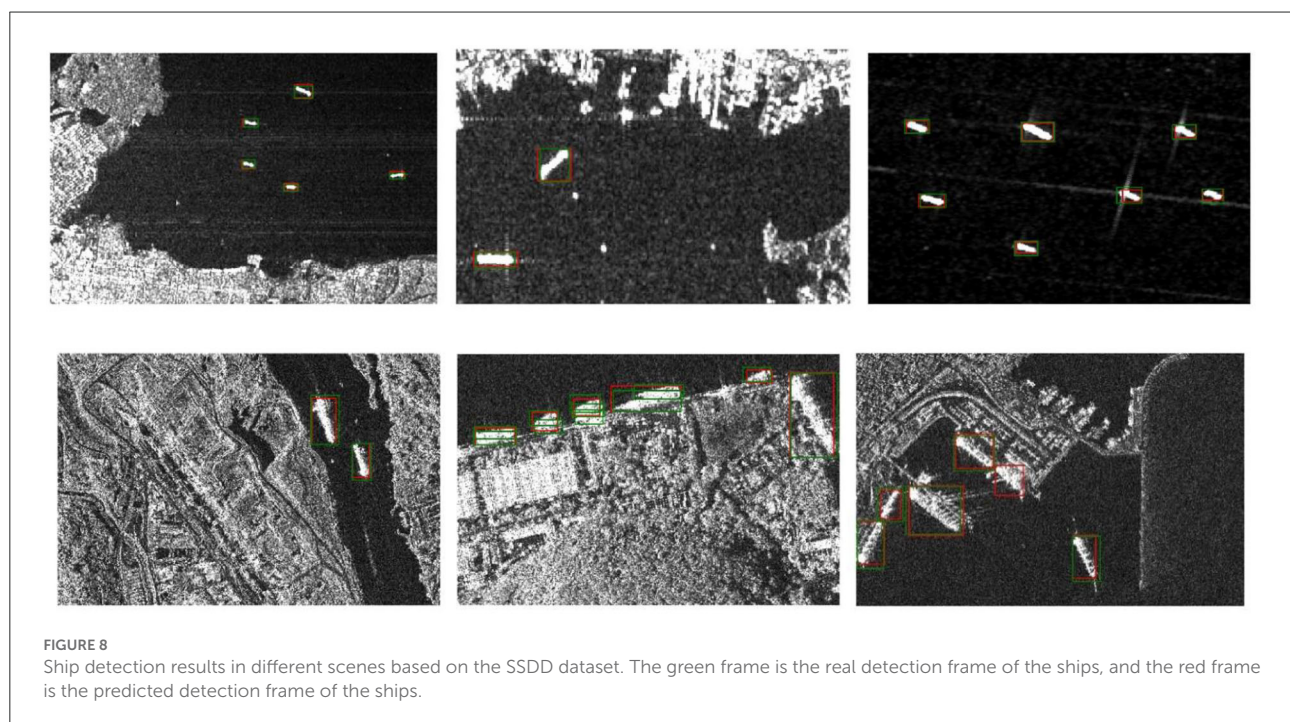 FIGURE 8
Ship detection results in different scenes based on the SSDD dataset. The green frame is the real detection frame of the ships, and the red frame
is the predicted detection frame of the ships.